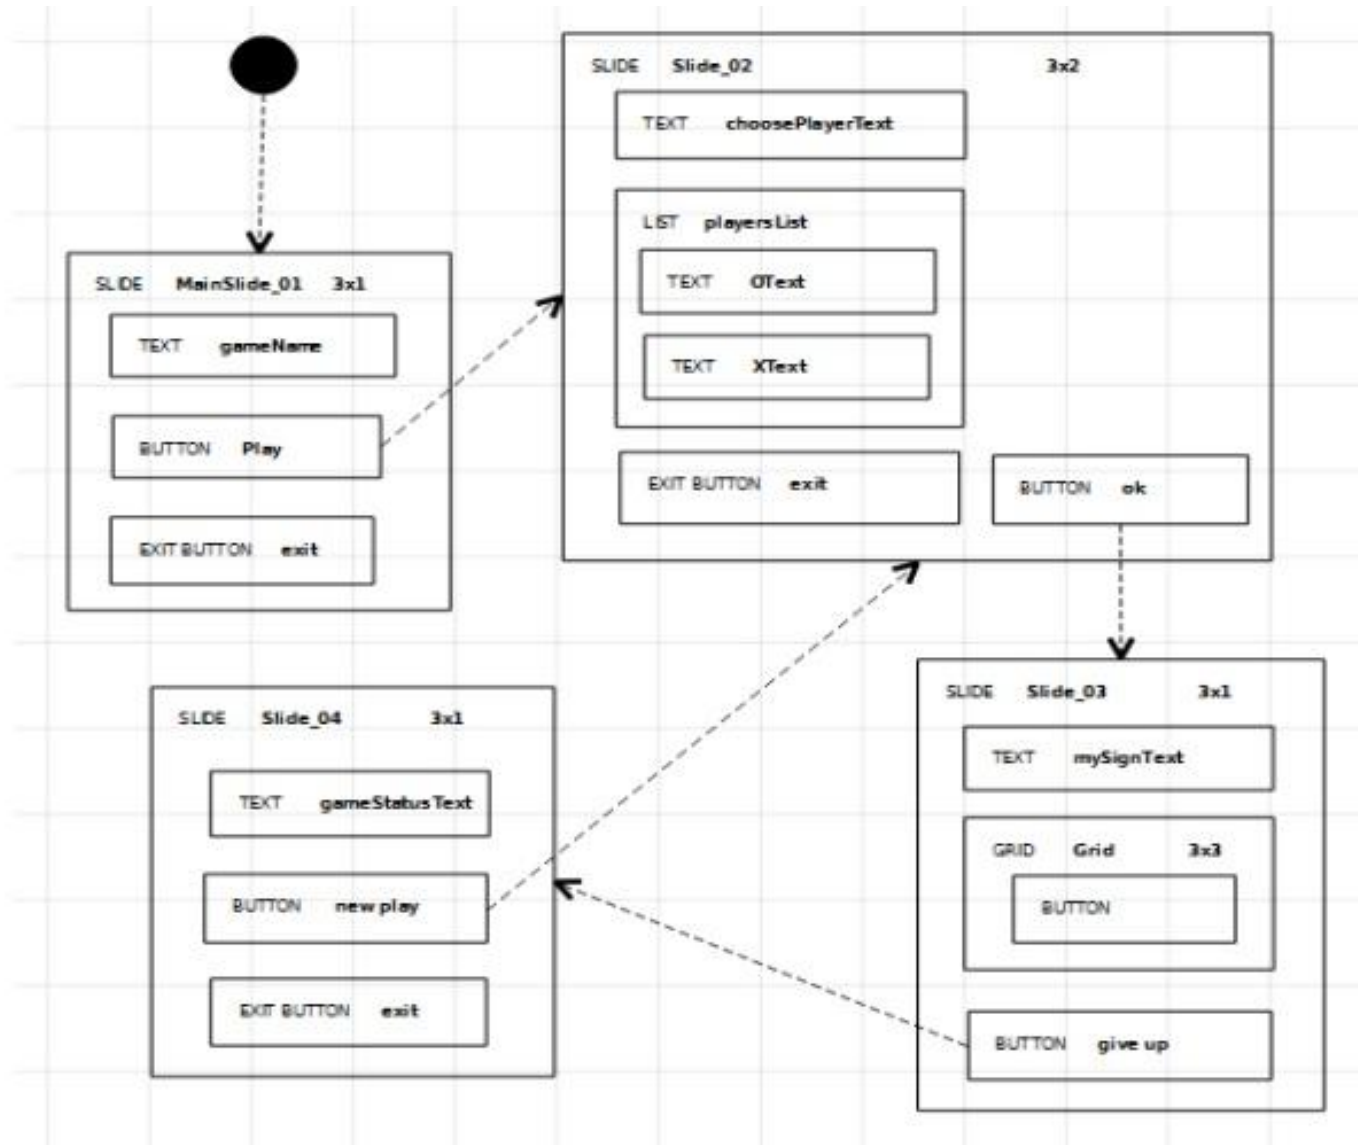 SLIDE Slide_02 3x2
TEXT choosePlayerText
LIST playersList
TEXT OText
TEXT XText
EXIT BUTTON exit
BUTTON ok
SLIDE MainSlide_01 3x1
TEXT gameName
BUTTON Play
EXIT BUTTON exit
SLIDE Slide_03 3x1
TEXT mySignText
GRID Grid 3x3
BUTTON
BUTTON give up
SLIDE Slide_04 3x1
TEXT gameStatusText
BUTTON new play
EXIT BUTTON exit